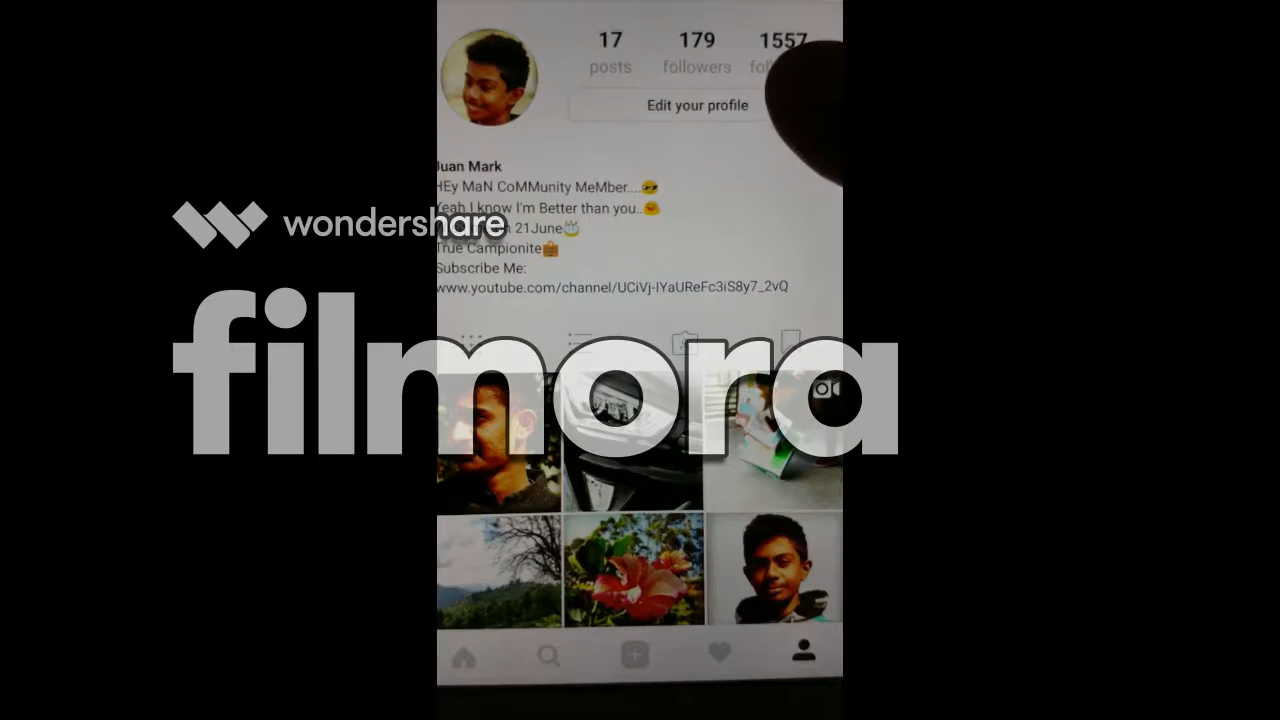 17 179 1557
posts followers
Edit your profile
Juan Mark
HEy MaN CoMMunity MeMber....😎
Yeah I know I'm Better than you..😄
21June🎂
True Campionite💼
Subscribe Me:
www.youtube.com/channel/UCiVj-IYaUReFc3iS8y7_2vQ
wondershare
filmora